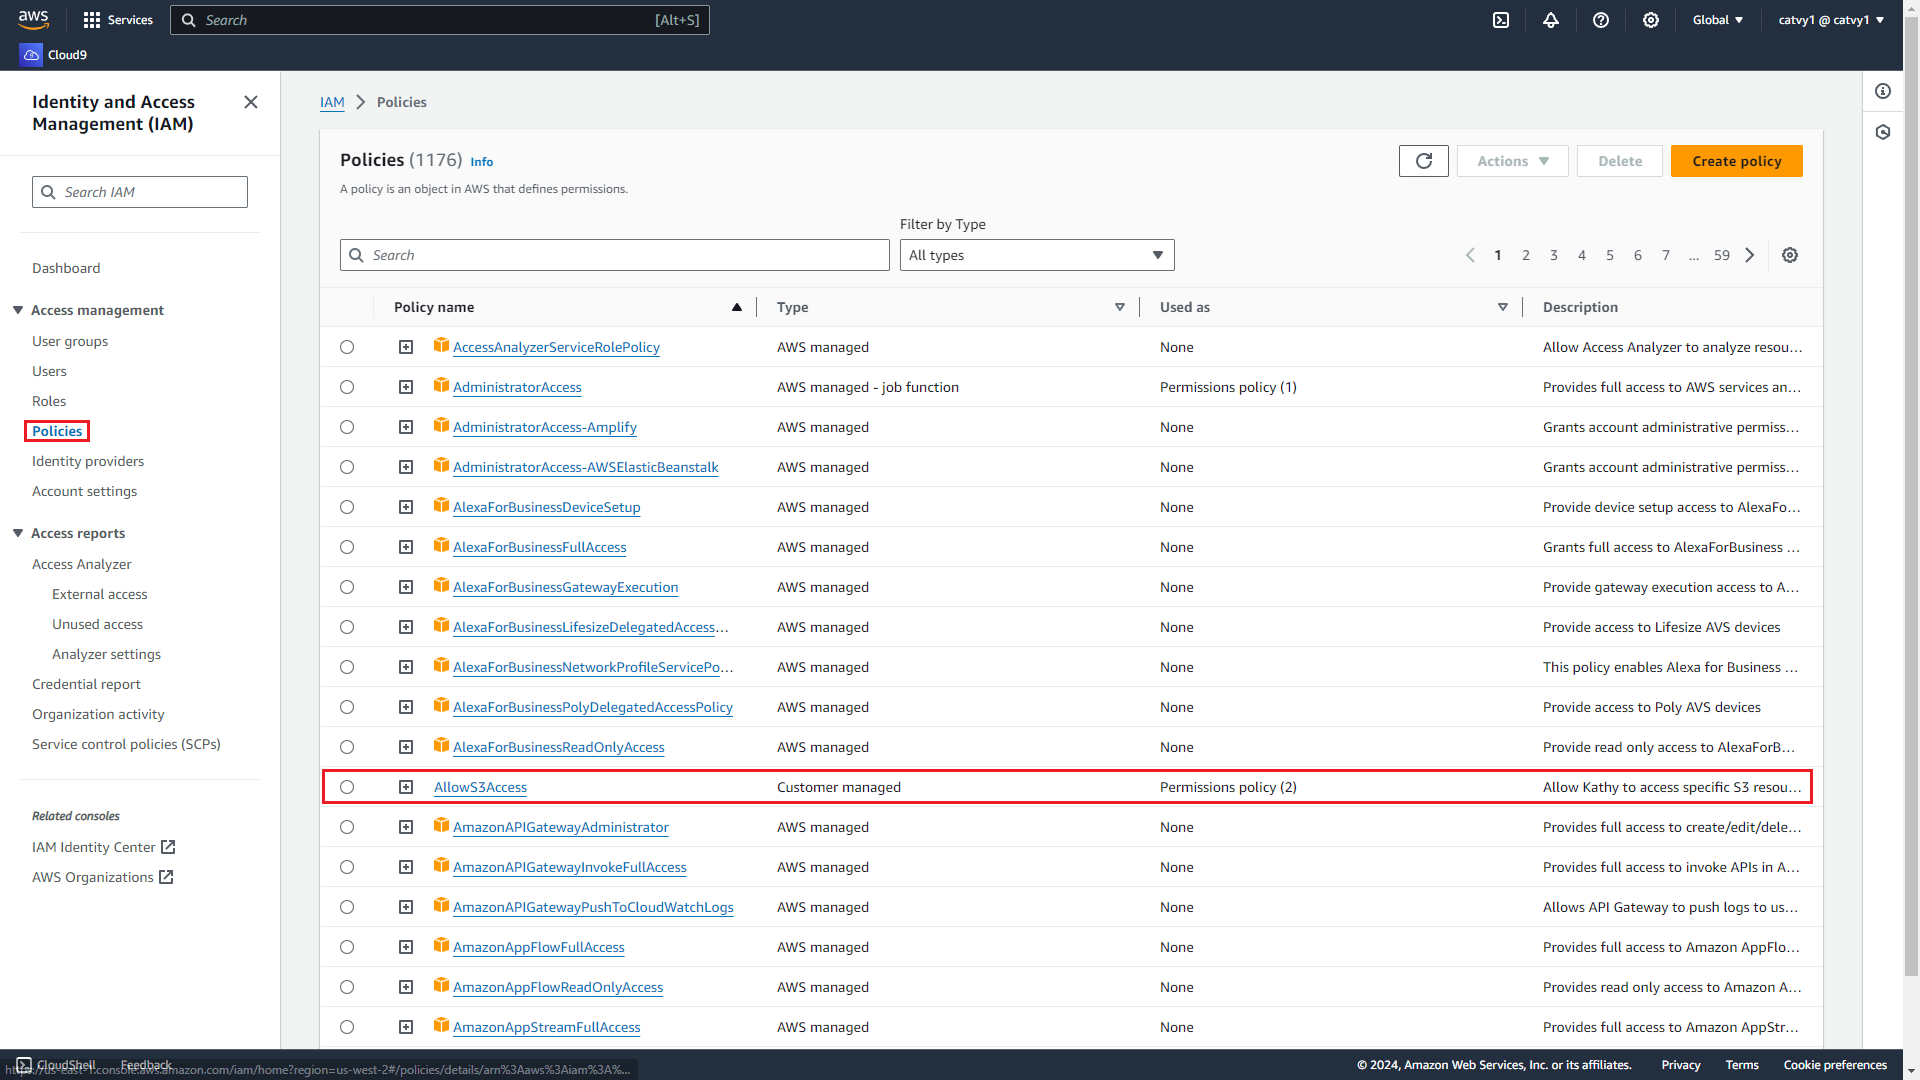 aws
Services
Search
[Alt+S]
Global
catvy1 @ catvy1
Cloud9
Identity and Access
Management (IAM)
Search IAM
Dashboard
Access management
User groups
Users
Roles
Policies
Identity providers
Account settings
Access reports
Access Analyzer
External access
Unused access
Analyzer settings
Credential report
Organization activity
Service control policies (SCPs)
Related consoles
IAM Identity Center
AWS Organizations
IAM > Policies
Policies (1176) Info
A policy is an object in AWS that defines permissions.
Actions
Delete
Create policy
Filter by Type
Search
All types
1 2 3 4 5 6 7 ... 59
Policy name Type Used as Description
AccessAnalyzerServiceRolePolicy AWS managed None Allow Access Analyzer to analyze resou...
AdministratorAccess AWS managed - job function Permissions policy (1) Provides full access to AWS services an...
AdministratorAccess-Amplify AWS managed None Grants account administrative permiss...
AdministratorAccess-AWSElasticBeanstalk AWS managed None Grants account administrative permiss...
AlexaForBusinessDeviceSetup AWS managed None Provide device setup access to AlexaFo...
AlexaForBusinessFullAccess AWS managed None Grants full access to AlexaForBusiness ...
AlexaForBusinessGatewayExecution AWS managed None Provide gateway execution access to A...
AlexaForBusinessLifesizeDelegatedAccess... AWS managed None Provide access to Lifesize AVS devices
AlexaForBusinessNetworkProfileServicePo... AWS managed None This policy enables Alexa for Business ...
AlexaForBusinessPolyDelegatedAccessPolicy AWS managed None Provide access to Poly AVS devices
AlexaForBusinessReadOnlyAccess AWS managed None Provide read only access to AlexaForB...
AllowS3Access Customer managed Permissions policy (2) Allow Kathy to access specific S3 resou...
AmazonAPIGatewayAdministrator AWS managed None Provides full access to create/edit/dele...
AmazonAPIGatewayInvokeFullAccess AWS managed None Provides full access to invoke APIs in A...
AmazonAPIGatewayPushToCloudWatchLogs AWS managed None Allows API Gateway to push logs to us...
AmazonAppFlowFullAccess AWS managed None Provides full access to Amazon AppFlo...
AmazonAppFlowReadOnlyAccess AWS managed None Provides read only access to Amazon A...
AmazonAppStreamFullAccess AWS managed None Provides full access to Amazon AppStr...
CloudShell Feedback
https://us-east-1.console.aws.amazon.com/iam/home?region=us-west-2#/policies/details/arn%3Aaws%3Aiam%3A%...
© 2024, Amazon Web Services, Inc. or its affiliates. Privacy Terms Cookie preferences